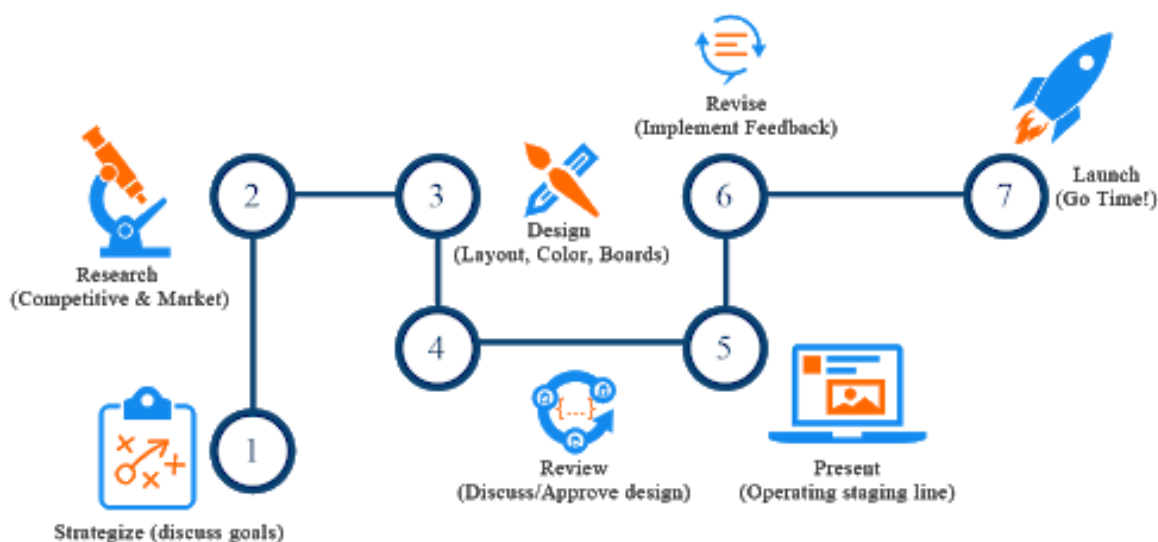 1
Strategize (discuss goals)
2
Research
(Competitive & Market)
3
Design
(Layout, Color, Boards)
4
Review
(Discuss/Approve design)
5
Present
(Operating staging line)
6
Revise
(Implement Feedback)
7
Launch
(Go Time!)